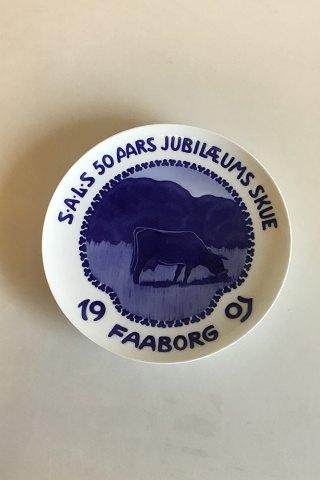 S.A.L.S 50 AARS JUBILÆUMS SKUE
19 07
FAABORG